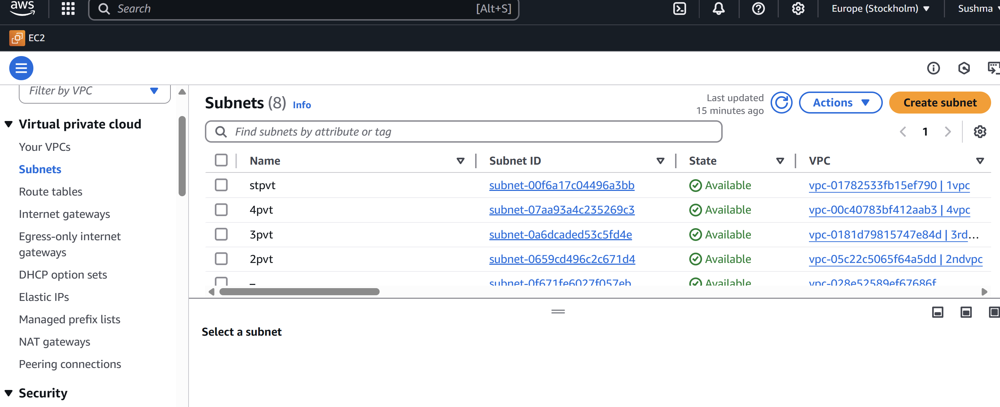 aws
Search [Alt+S]
Europe (Stockholm)
Sushma
EC2
Filter by VPC
Virtual private cloud
Your VPCs
Subnets
Route tables
Internet gateways
Egress-only internet
gateways
DHCP option sets
Elastic IPs
Managed prefix lists
NAT gateways
Peering connections
Security
Subnets (8) Info
Last updated
15 minutes ago
Actions
Create subnet
Find subnets by attribute or tag
1
Name Subnet ID State VPC
stpvt subnet-00f6a17c04496a3bb Available vpc-01782533fb15ef790 | 1vpc
4pvt subnet-07aa93a4c235269c3 Available vpc-00c40783bf412aab3 | 4vpc
3pvt subnet-0a6dcaded53c5fd4e Available vpc-0181d79815747e84d | 3rd...
2pvt subnet-0659cd496c2c671d4 Available vpc-05c22c5065f64a5dd | 2ndvpc
– subnet-0f671fe6027f057eb Available vpc-028e52589ef67686f
Select a subnet